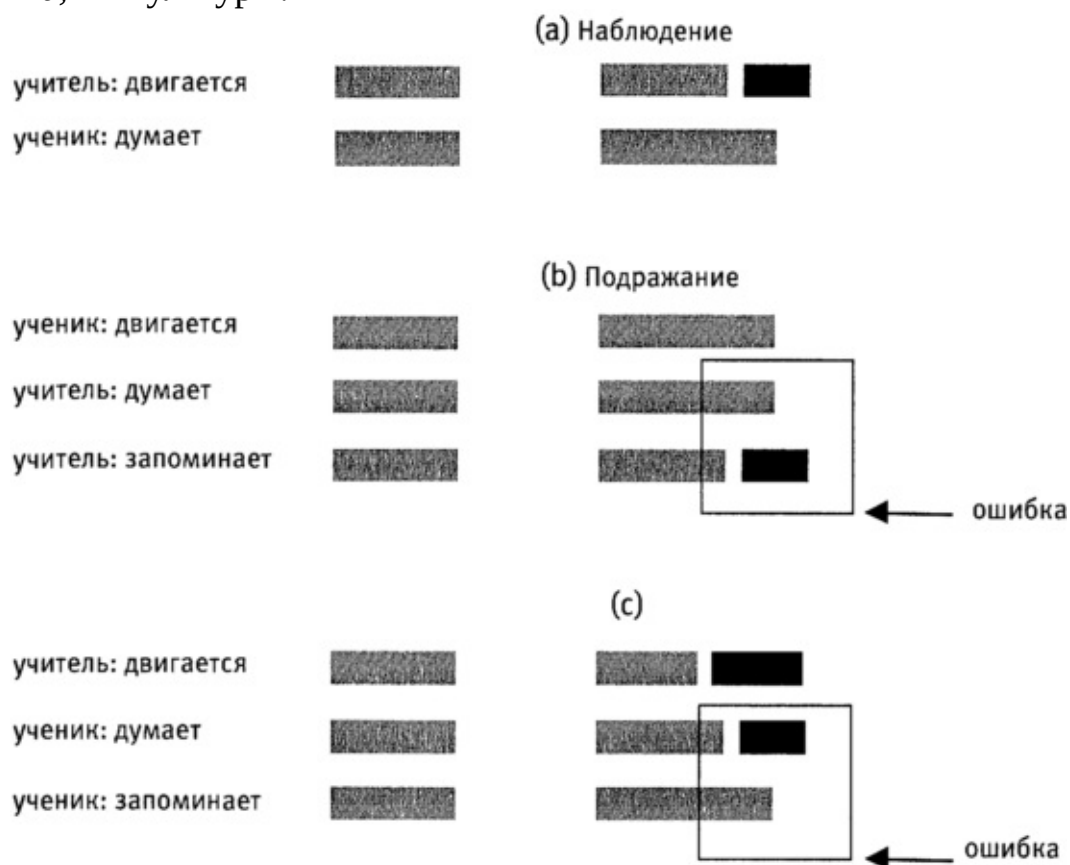 (a) Наблюдение
учитель: двигается
ученик: думает
(b) Подражание
ученик: двигается
учитель: думает
учитель: запоминает
ошибка
(c)
учитель: двигается
ученик: думает
ученик: запоминает
ошибка